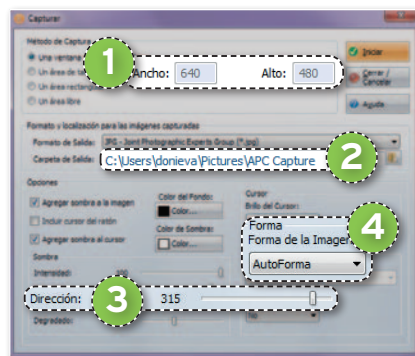 Capturar
Método de Captura
Una ventana
Un área de
Un área rectangular
Un área libre
1
Ancho: 640 Alto: 480
Iniciar
Cerrar / Cancelar
Ayuda
Formato y localización para las imágenes capturadas
Formato de Salida: JPG - Joint Photographic Experts Group (*.jpg)
Carpeta de Salida: C:\Users\donieva\Pictures\APC Capture
2
Opciones
Agregar sombra a la imagen
Incluir cursor del ratón
Agregar sombra al cursor
Color del Fondo:
Color...
Color de Sombra:
Color...
Cursor
Brillo del Cursor:
Forma
Forma de la Imagen
4
AutoForma
Sombra
Intensidad: 100
Dirección: 3 315
Degradado:
No